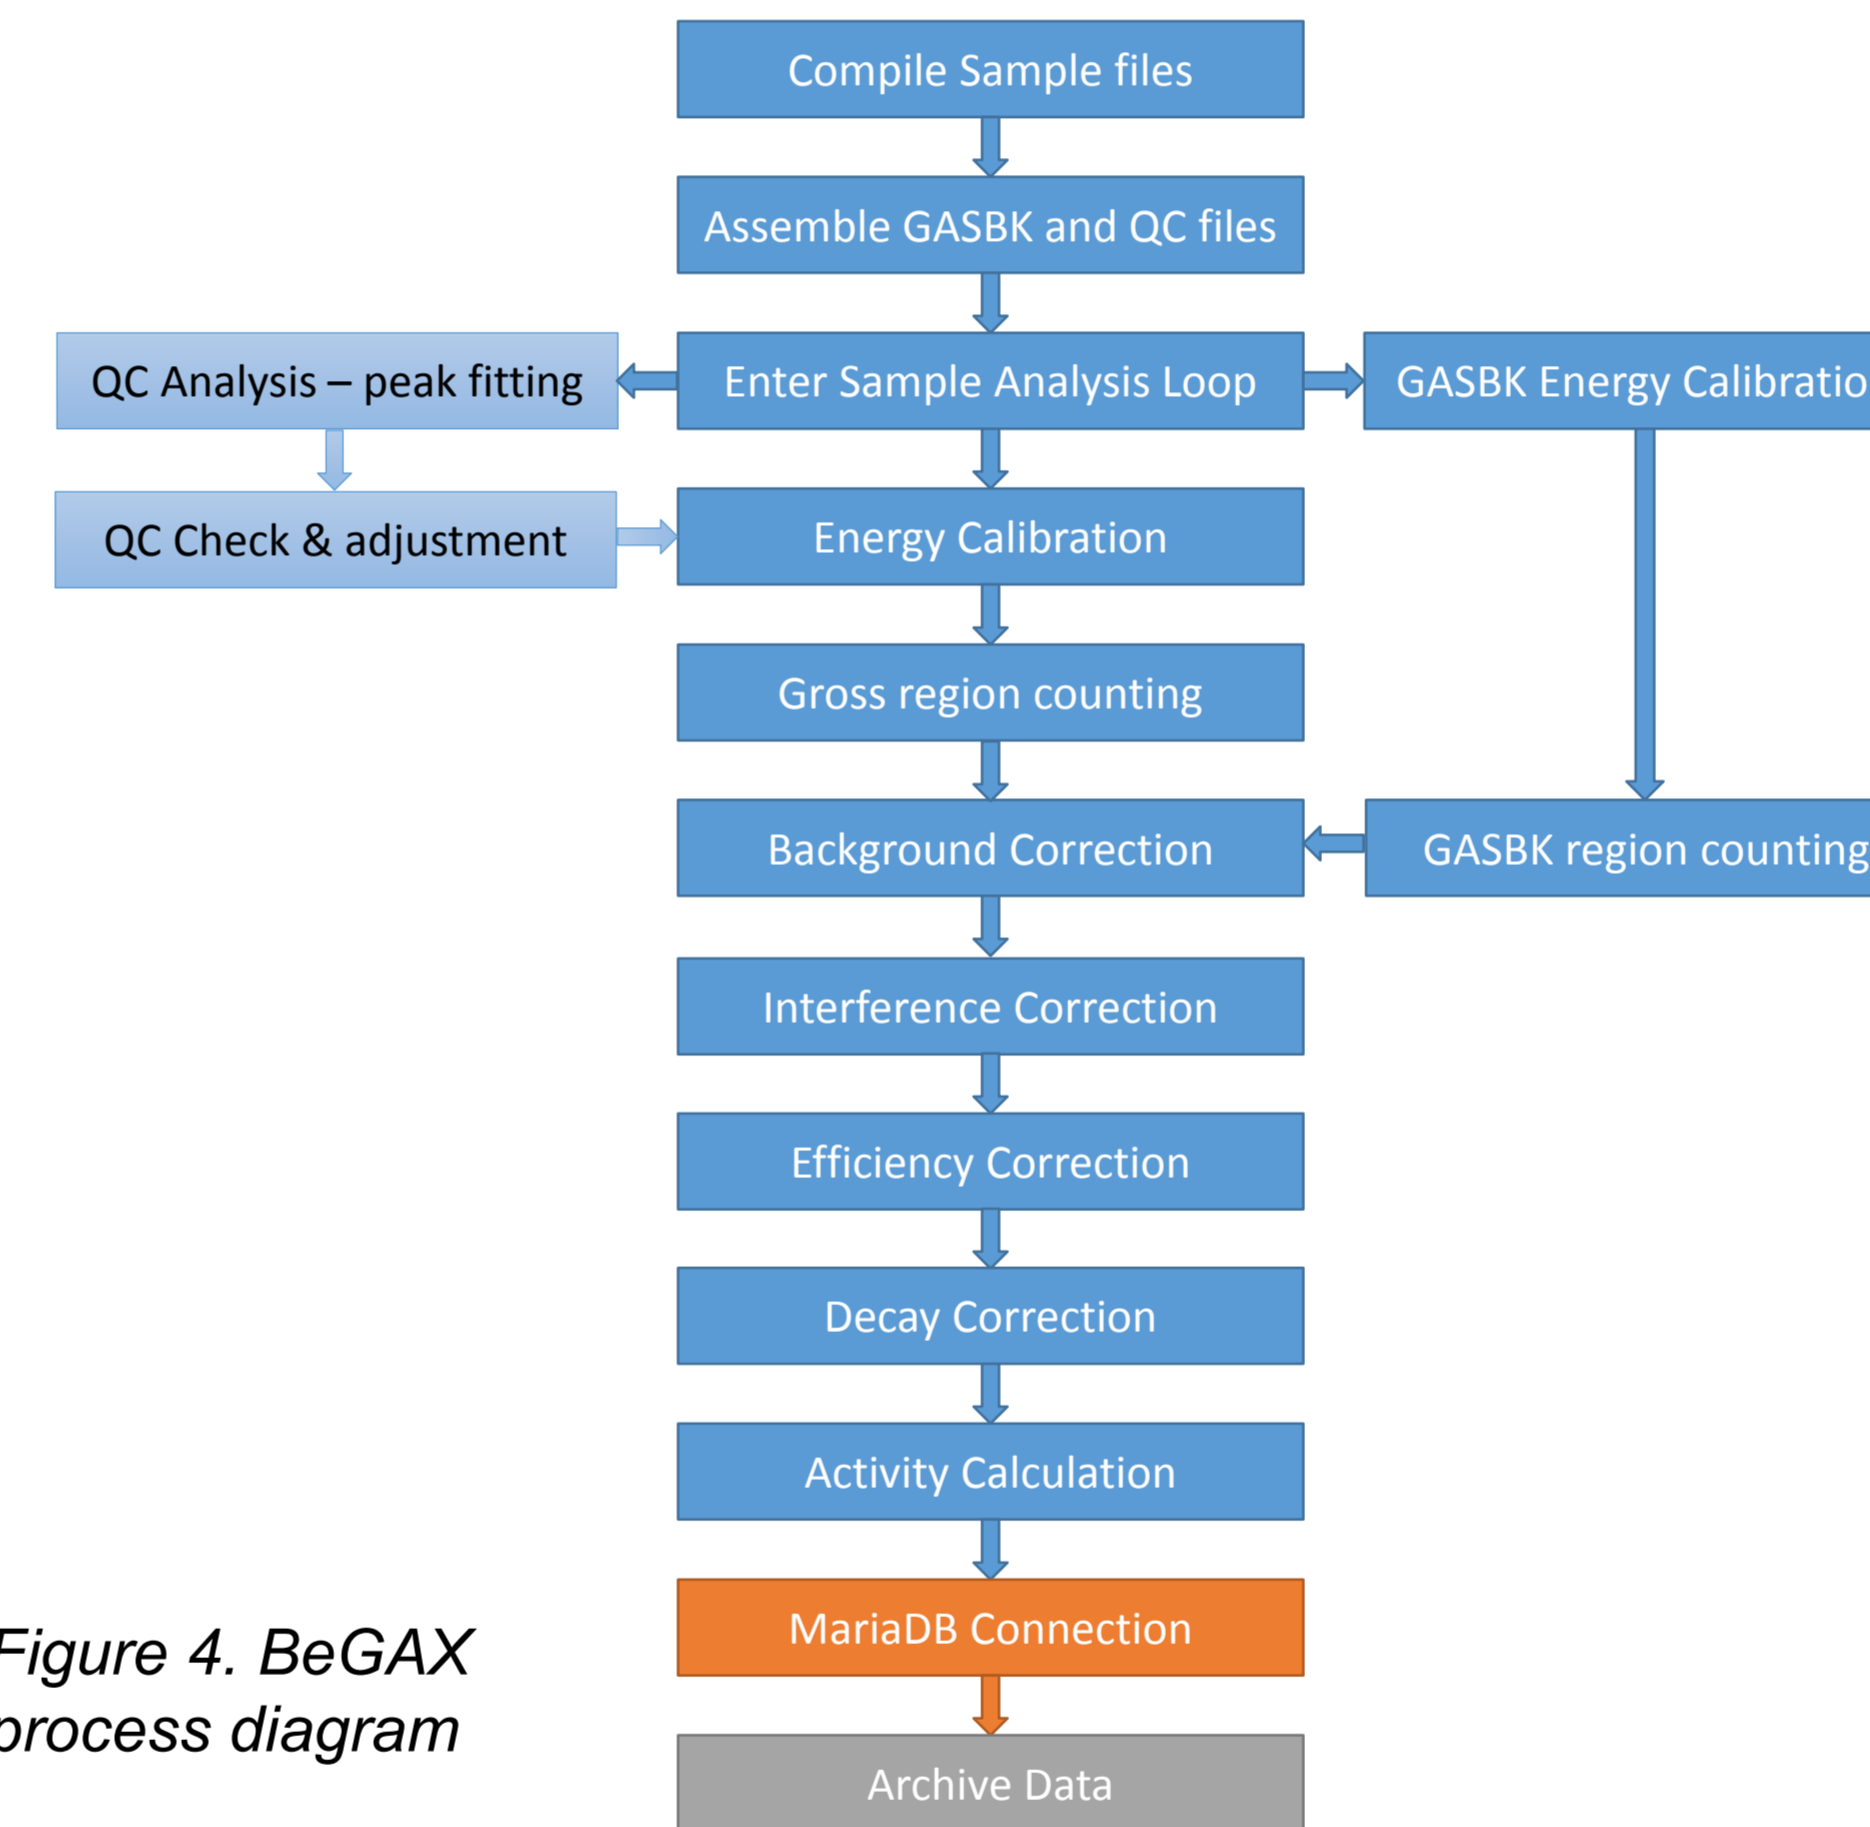 Compile Sample files
Assemble GASBK and QC files
QC Analysis – peak fitting
Enter Sample Analysis Loop
GASBK Energy Calibratio
QC Check & adjustment
Energy Calibration
Gross region counting
Background Correction
GASBK region counting
Interference Correction
Efficiency Correction
Decay Correction
Activity Calculation
MariaDB Connection
Archive Data
Figure 4. BeGAX
process diagram